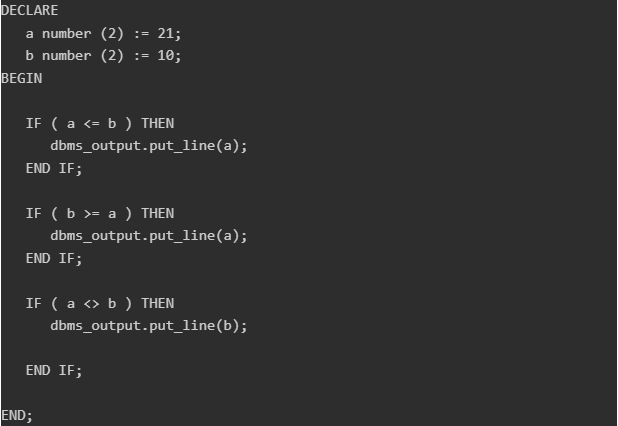 DECLARE
   a number (2) := 21;
   b number (2) := 10;
BEGIN
   IF ( a <= b ) THEN
      dbms_output.put_line(a);
   END IF;
   IF ( b >= a ) THEN
      dbms_output.put_line(a);
   END IF;
   IF ( a <> b ) THEN
      dbms_output.put_line(b);
   END IF;
END;